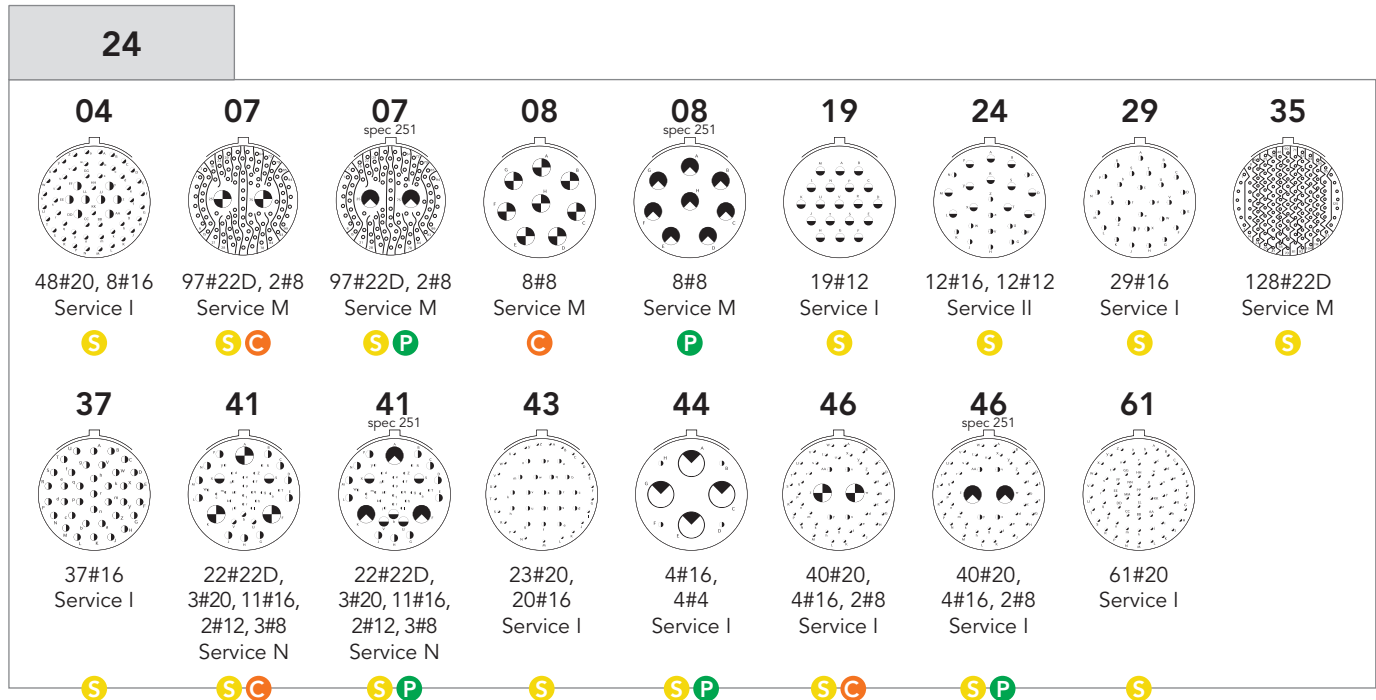 24
04 07 07 08 08 19 24 29 35
spec 251 spec 251
48#20, 8#16 97#22D, 2#8 97#22D, 2#8 8#8 8#8 19#12 12#16, 12#12 29#16 128#22D
Service I Service M Service M Service M Service M Service I Service II Service I Service M
S S C S P C P S S S S
37 41 41 43 44 46 46 61
spec 251 spec 251
37#16 22#22D, 22#22D, 23#20, 4#16, 40#20, 40#20, 61#20
Service I 3#20, 11#16, 3#20, 11#16, 20#16 4#4 4#16, 2#8 4#16, 2#8 Service I
2#12, 3#8 2#12, 3#8 Service I Service I Service I Service I
Service N Service N
S S C S P S S P S C S P S